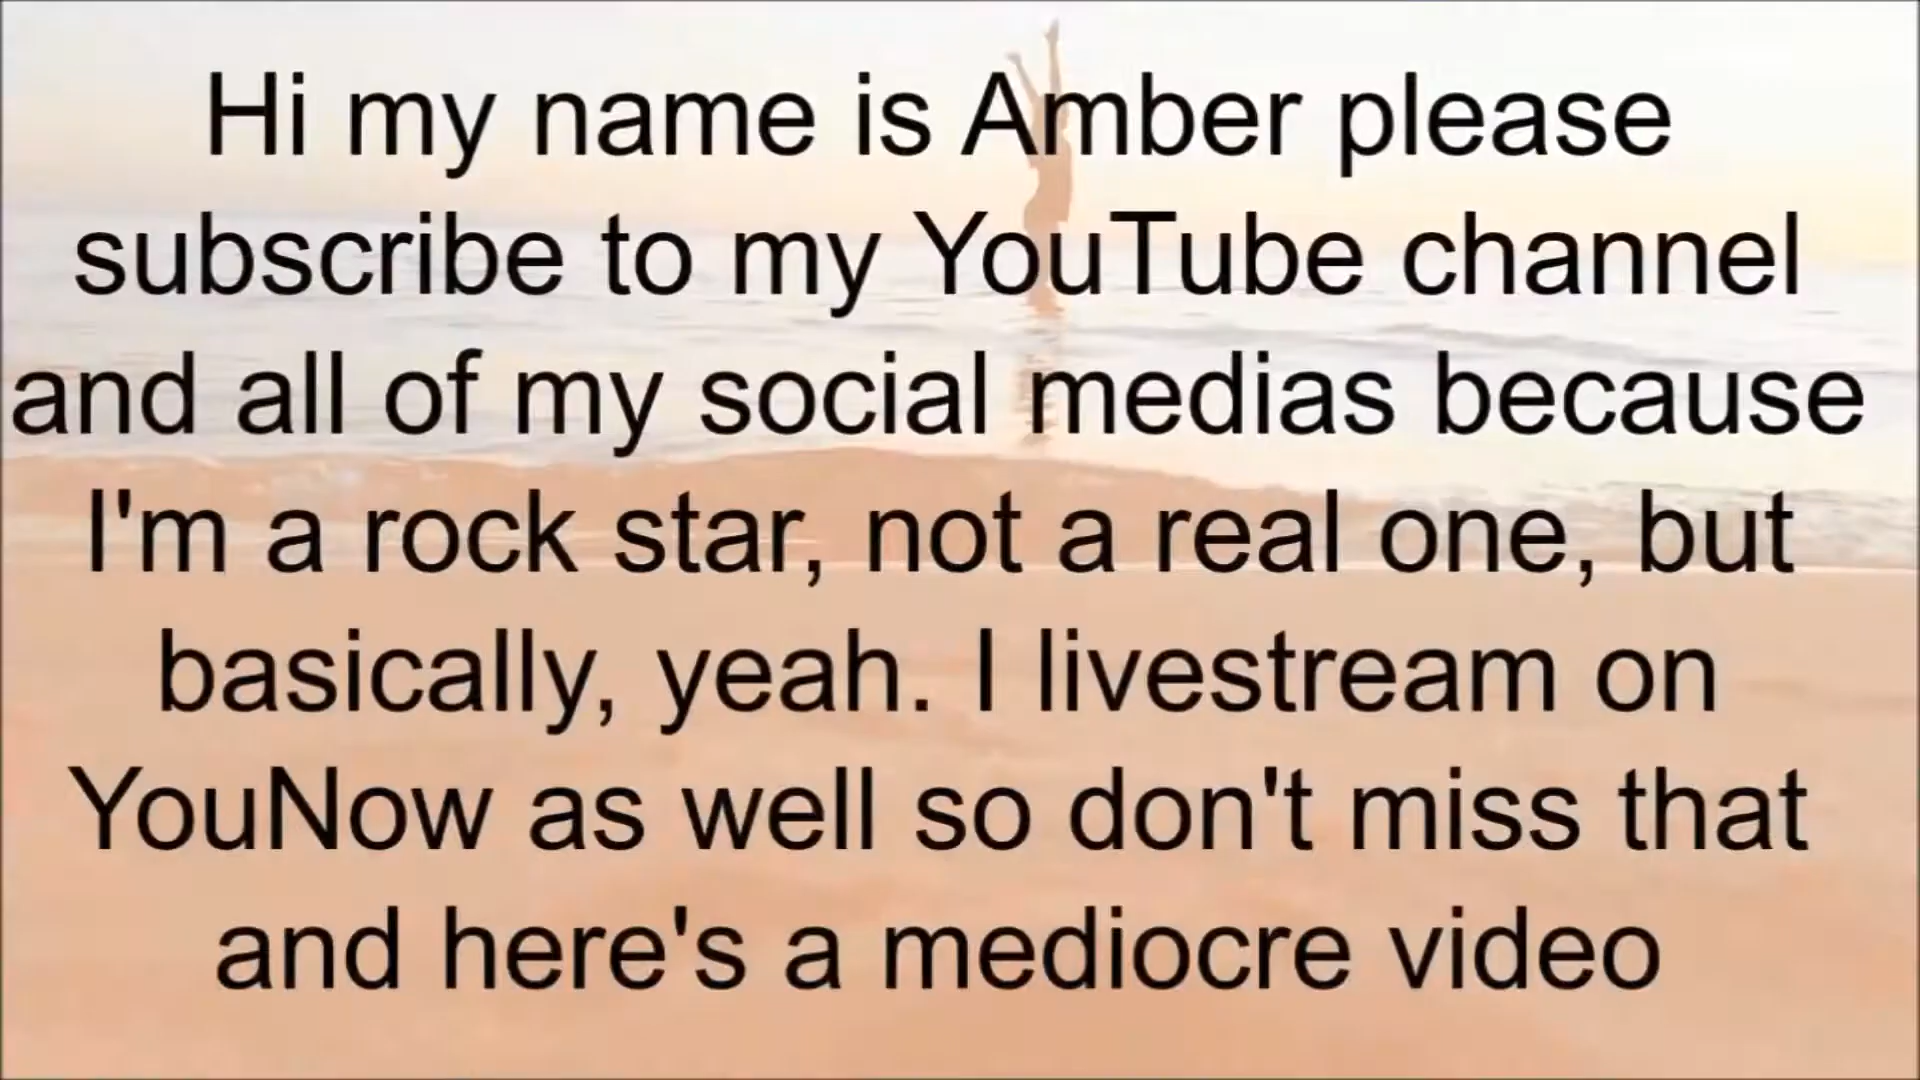 Hi my name is Amber please
subscribe to my YouTube channel
and all of my social medias because
I'm a rock star, not a real one, but
basically, yeah. I livestream on
YouNow as well so don't miss that
and here's a mediocre video